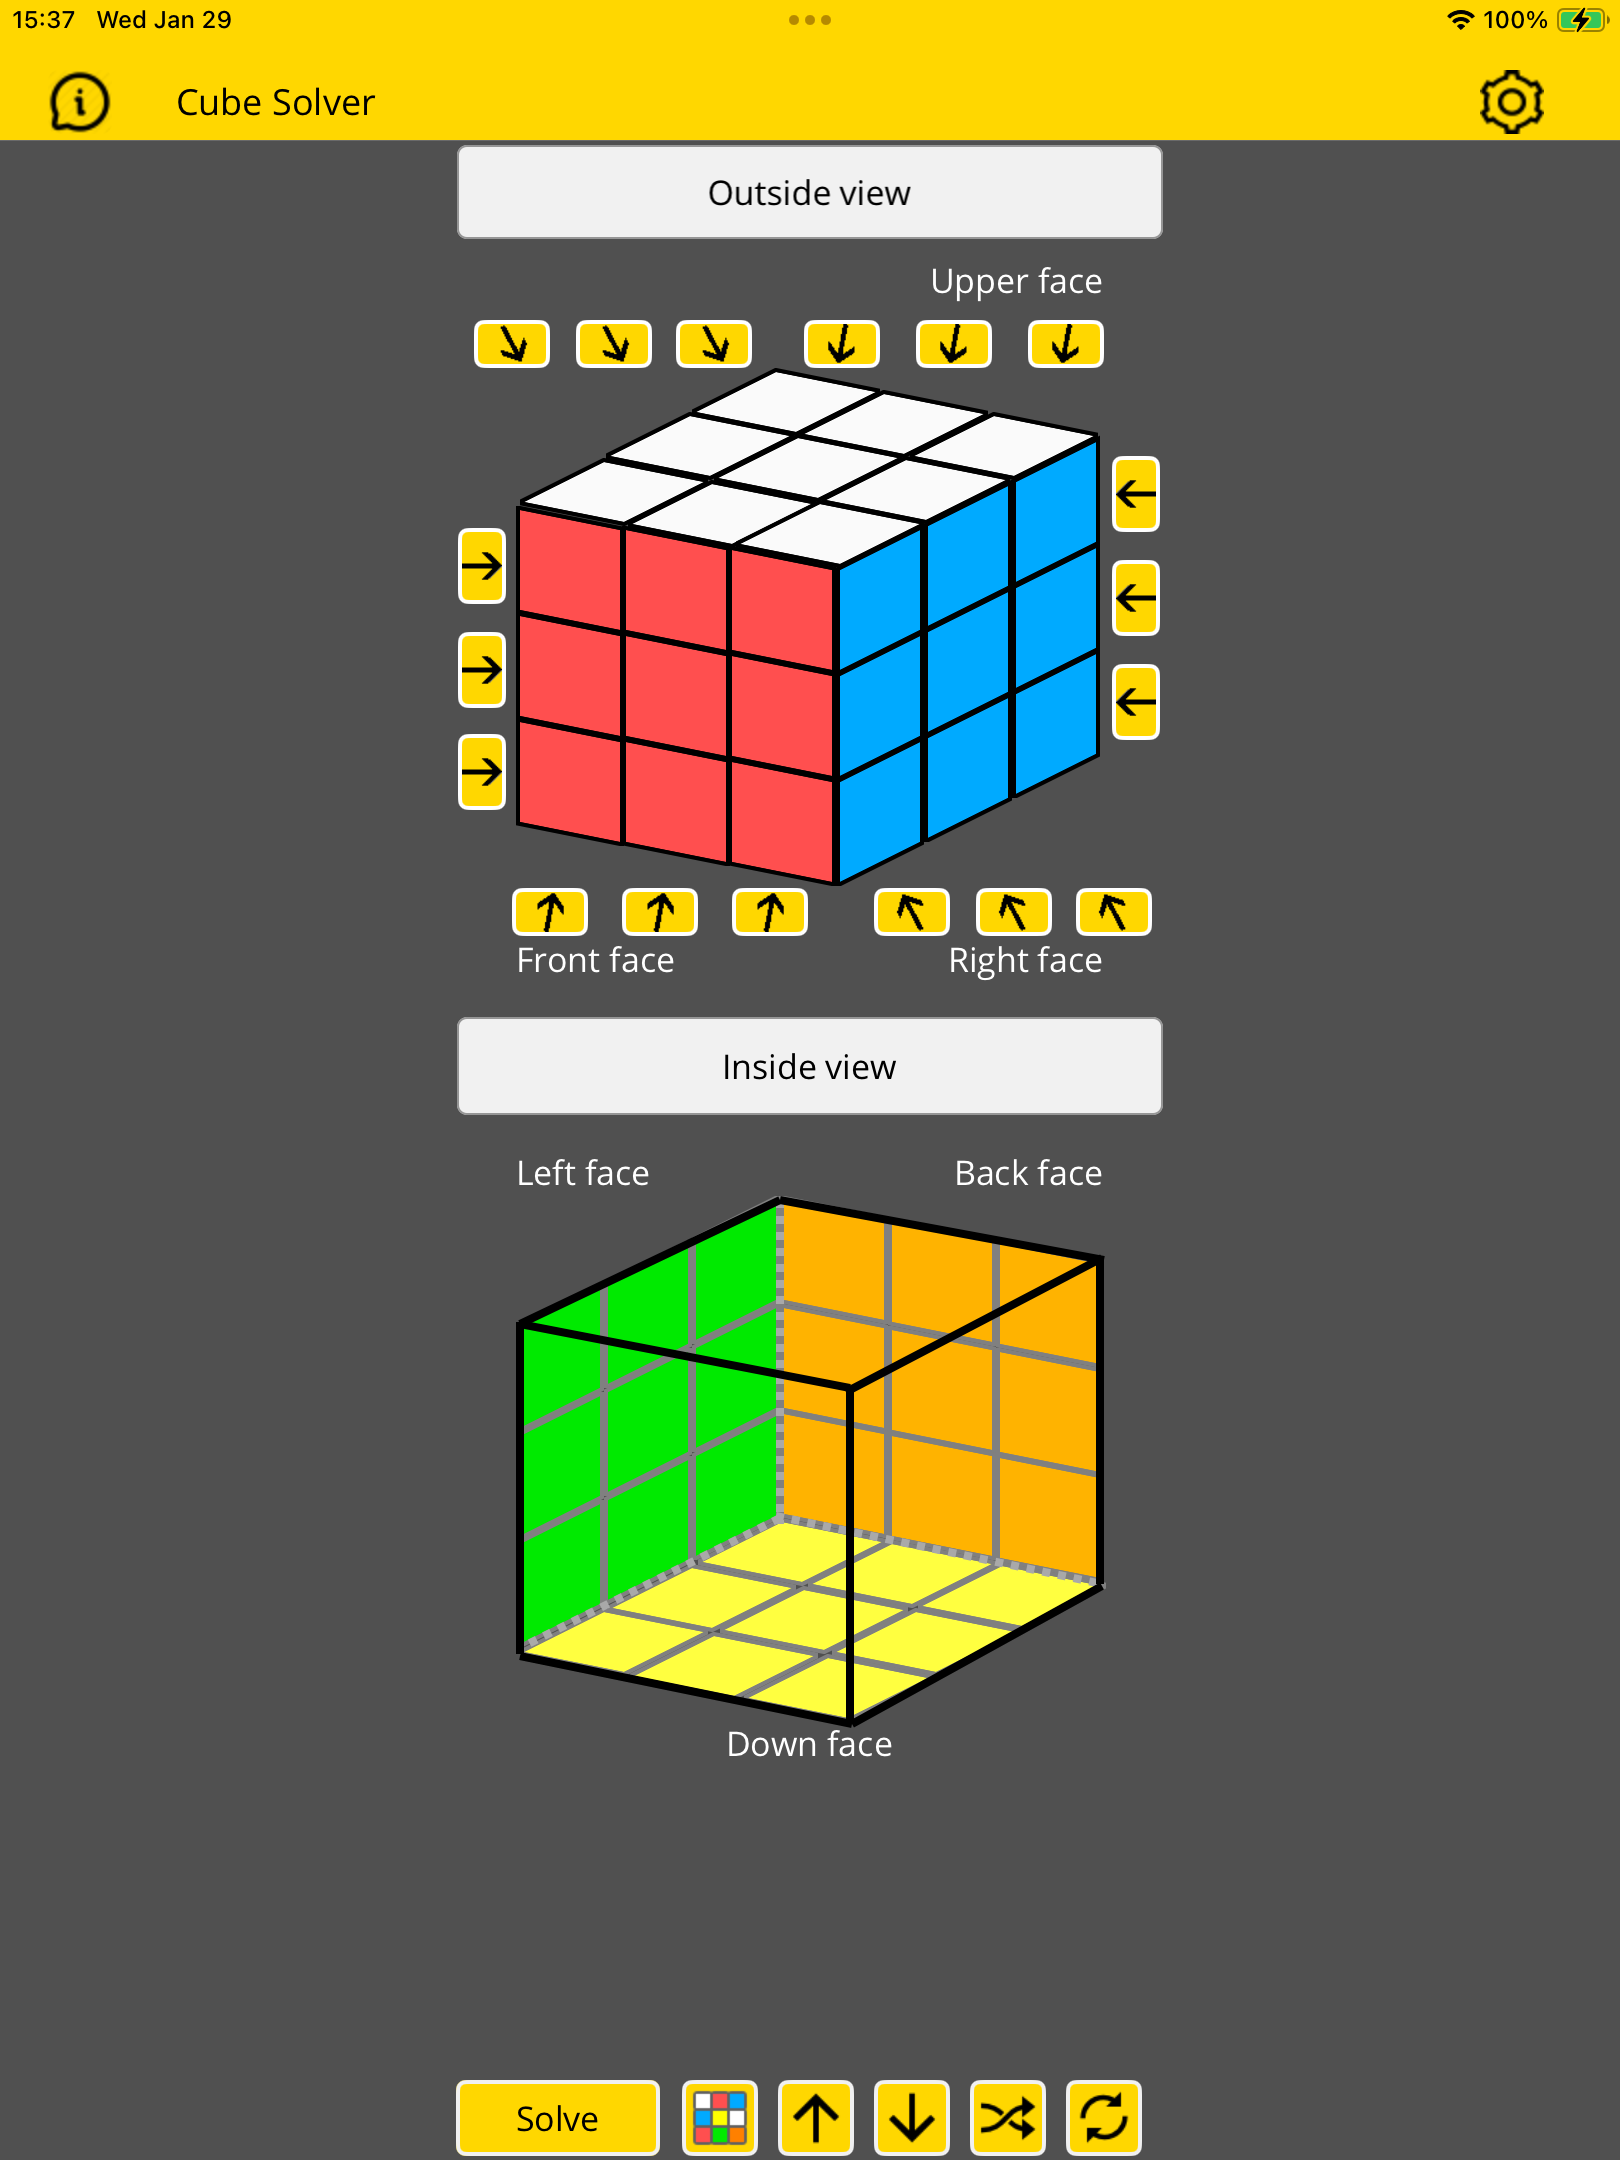 15:37 Wed Jan 29
100%
Cube Solver
Outside view
Upper face
Front face
Right face
Inside view
Left face
Back face
Down face
Solve